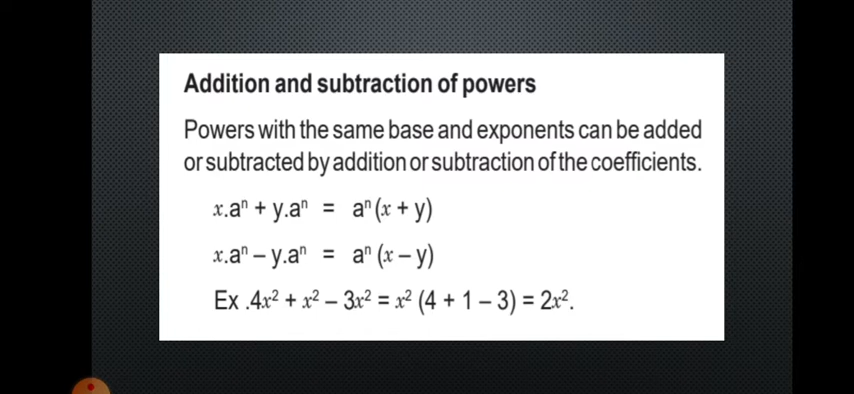 Addition and subtraction of powers
Powers with the same base and exponents can be added
or subtracted by addition or subtraction of the coefficients.
x.aⁿ + y.aⁿ = aⁿ (x + y)
x.aⁿ – y.aⁿ = aⁿ (x – y)
Ex .4x² + x² – 3x² = x² (4 + 1 – 3) = 2x².